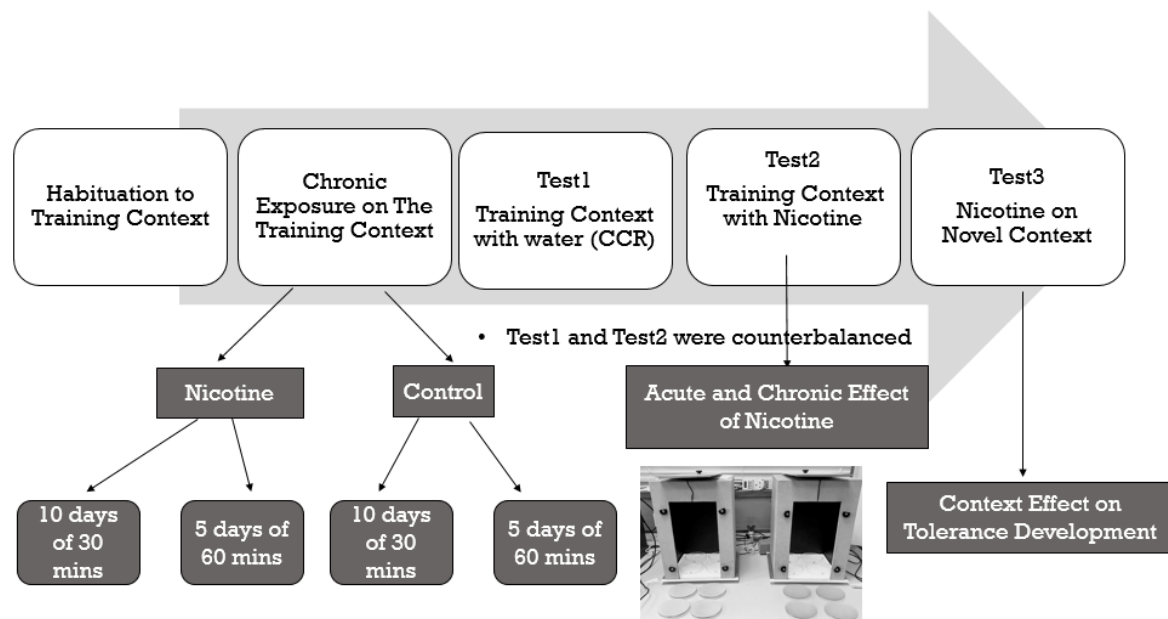 Habituation to
Training Context
Chronic
Exposure on The
Training Context
Test1
Training Context
with water (CCR)
Test2
Training Context
with Nicotine
Test3
Nicotine on
Novel Context
• Test1 and Test2 were counterbalanced
Nicotine
Control
Acute and Chronic Effect
of Nicotine
10 days
of 30
mins
5 days of
60 mins
10 days
of 30
mins
5 days of
60 mins
Context Effect on
Tolerance Development